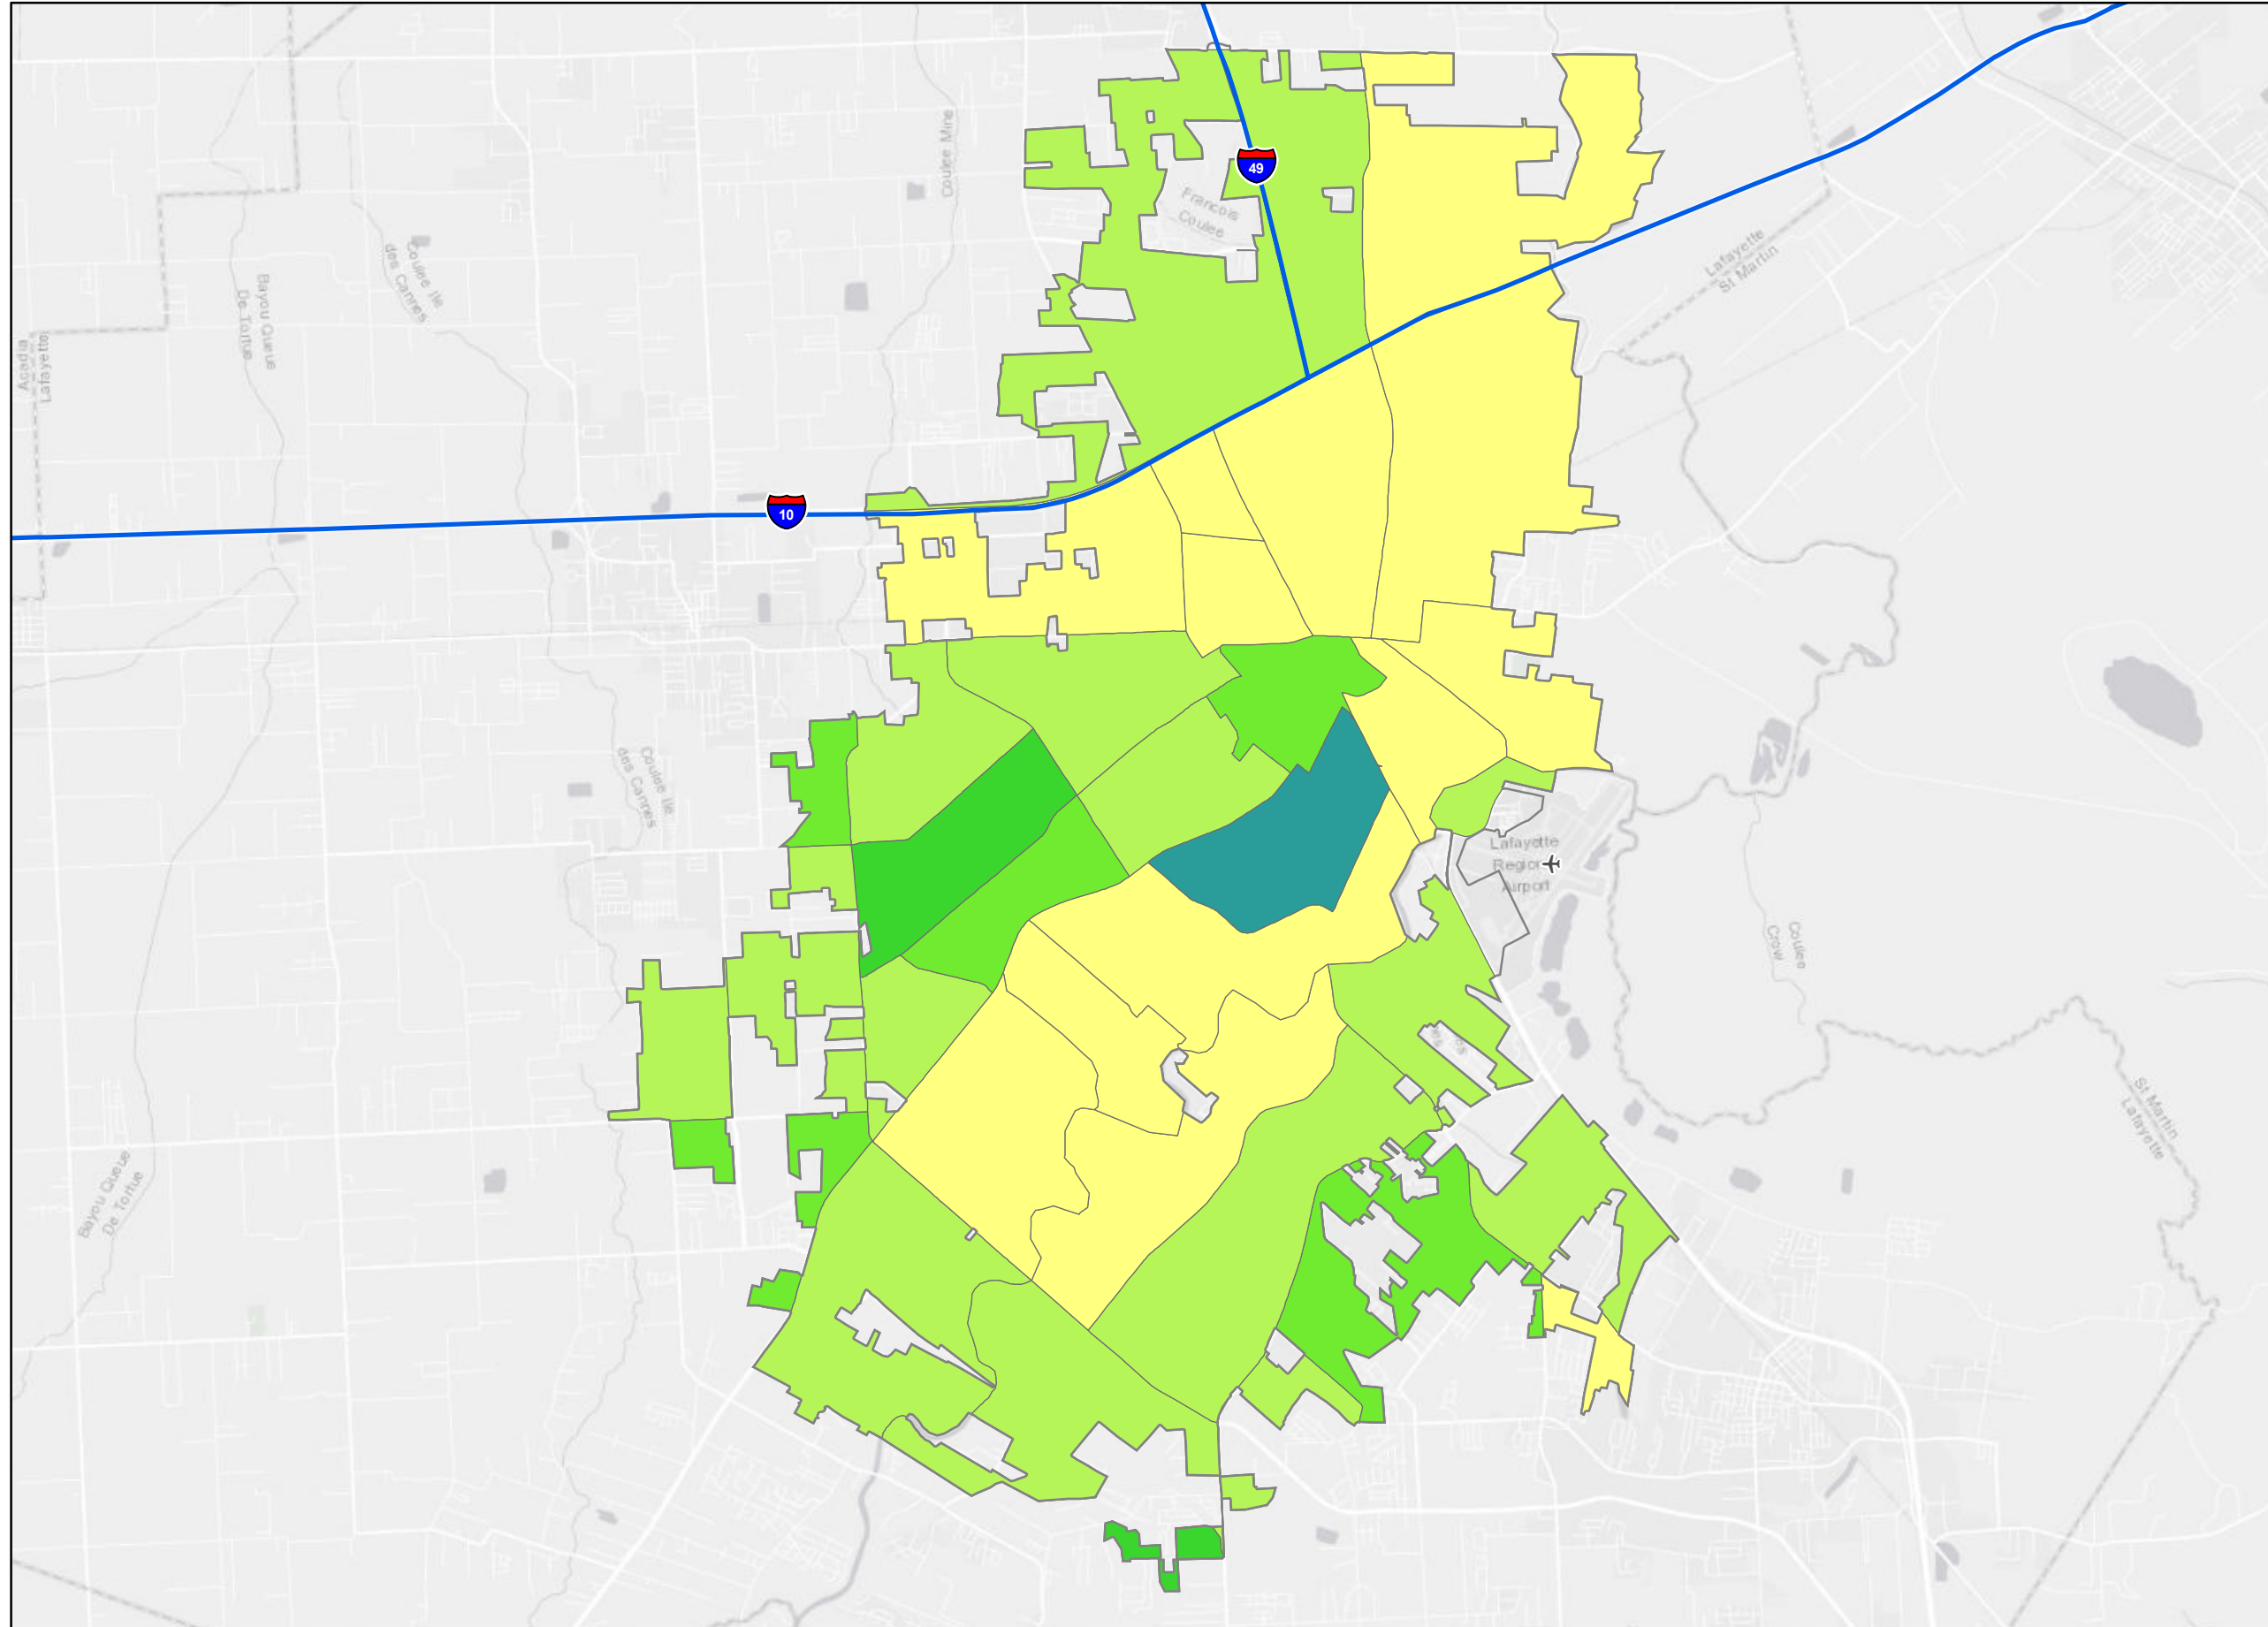 Coulee Mine
49
Francois
Coulee
Coulee Ile
des Cannes
Bayou Queue
De Tortue
Lafayette
St Martin
Acadia
Lafayette
10
Coulee Ile
des Cannes
Lafayette
Airport
Coulee
Crow
St Martin
Lafayette
Bayou Queue
De Tortue